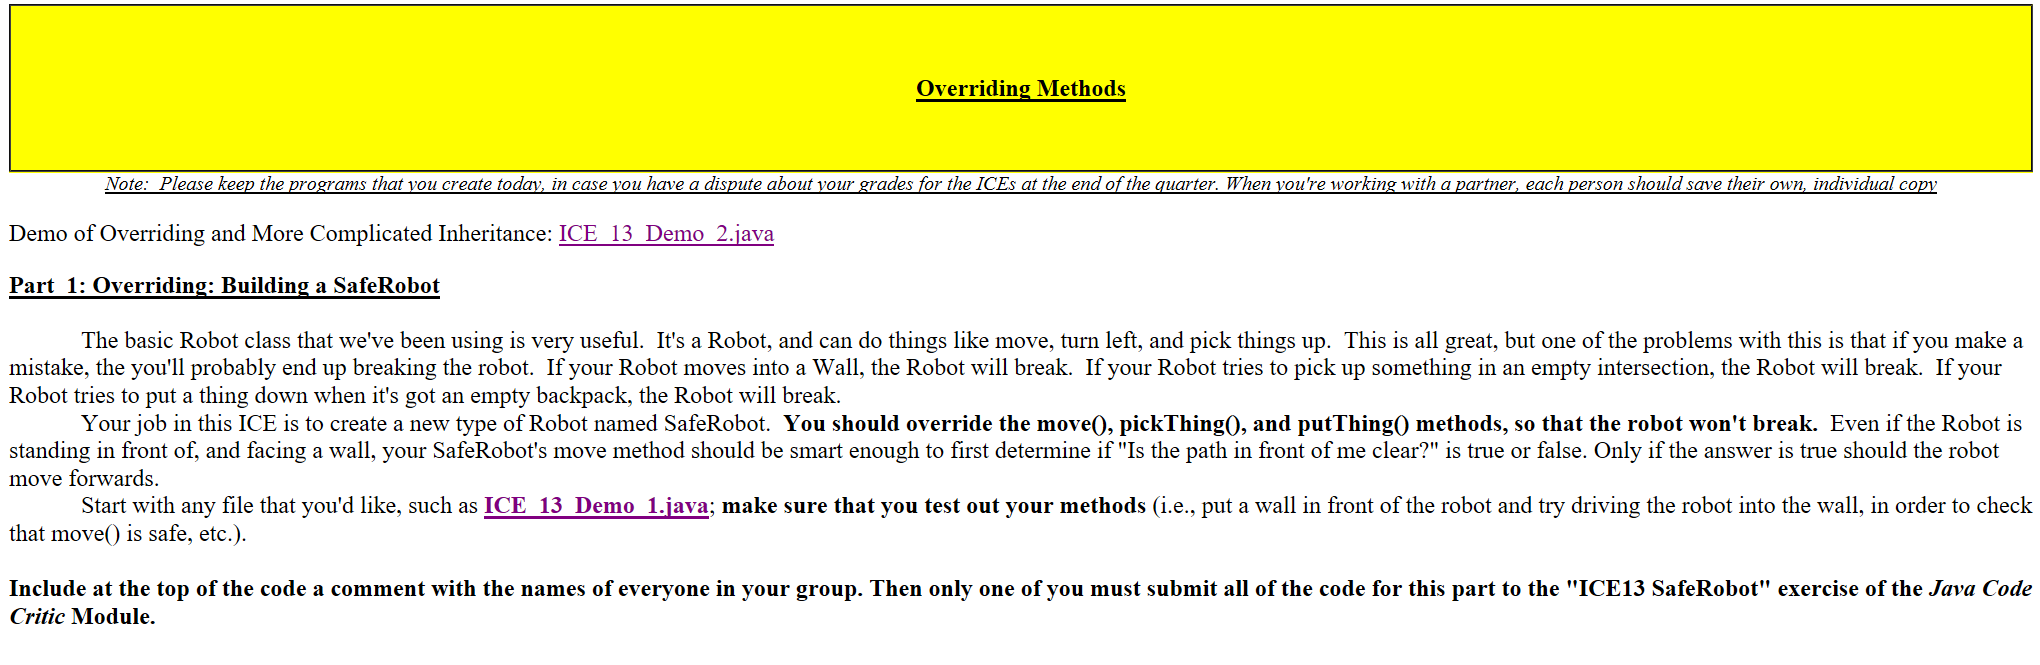 Overriding Methods
Note:  Please keep the programs that you create today, in case you have a dispute about your grades for the ICEs at the end of the quarter. When you're working with a partner, each person should save their own, individual copy
Demo of Overriding and More Complicated Inheritance: ICE_13_Demo_2.java
Part  1: Overriding: Building a SafeRobot
The basic Robot class that we've been using is very useful.  It's a Robot, and can do things like move, turn left, and pick things up.  This is all great, but one of the problems with this is that if you make a
mistake, the you'll probably end up breaking the robot.  If your Robot moves into a Wall, the Robot will break.  If your Robot tries to pick up something in an empty intersection, the Robot will break.  If your
Robot tries to put a thing down when it's got an empty backpack, the Robot will break.
Your job in this ICE is to create a new type of Robot named SafeRobot.  You should override the move(), pickThing(), and putThing() methods, so that the robot won't break.  Even if the Robot is
standing in front of, and facing a wall, your SafeRobot's move method should be smart enough to first determine if "Is the path in front of me clear?" is true or false. Only if the answer is true should the robot
move forwards.
Start with any file that you'd like, such as ICE_13_Demo_1.java; make sure that you test out your methods (i.e., put a wall in front of the robot and try driving the robot into the wall, in order to check
that move() is safe, etc.).
Include at the top of the code a comment with the names of everyone in your group. Then only one of you must submit all of the code for this part to the "ICE13 SafeRobot" exercise of the Java Code
Critic Module.